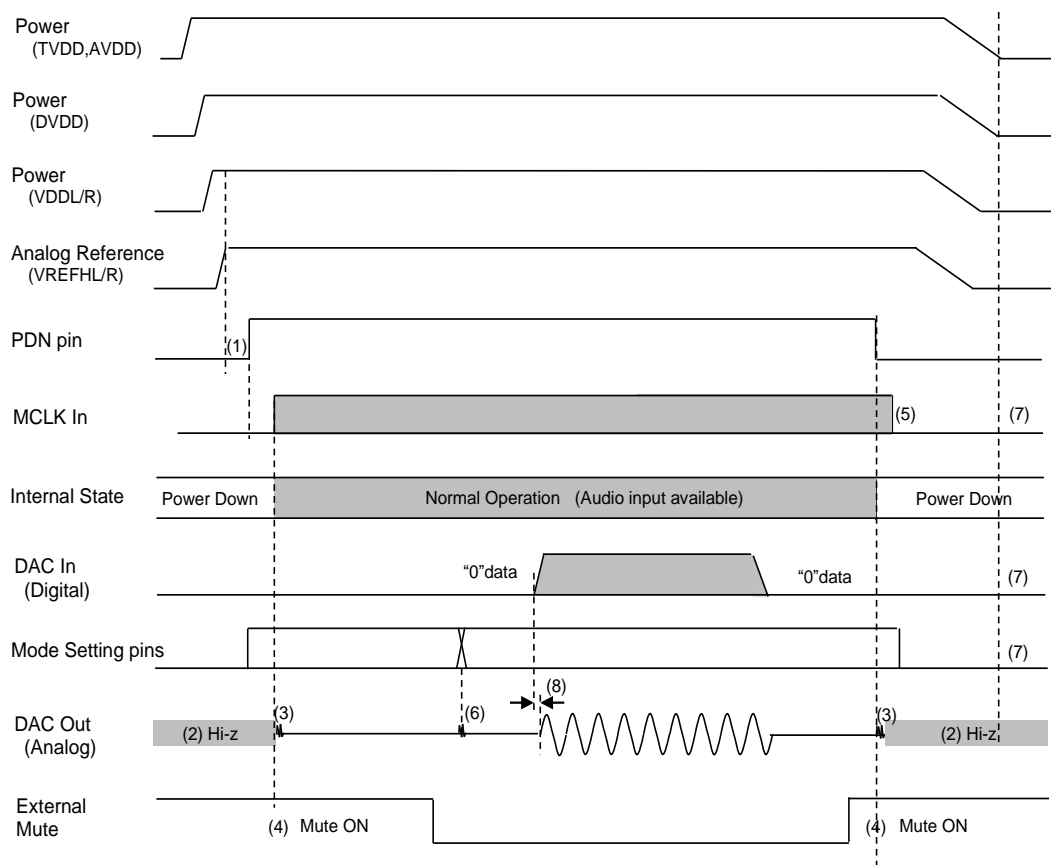 Power
(TVDD,AVDD)
Power
(DVDD)
Power
(VDDL/R)
Analog Reference
(VREFHL/R)
PDN pin
(1)
MCLK In
(5)
(7)
Internal State
Power Down
Normal Operation (Audio input available)
Power Down
DAC In
(Digital)
“0”data
“0”data
(7)
Mode Setting pins
(7)
DAC Out
(Analog)
(2) Hi-z
(3)
(6)
(8)
(3)
(2) Hi-z
External
Mute
(4) Mute ON
(4) Mute ON